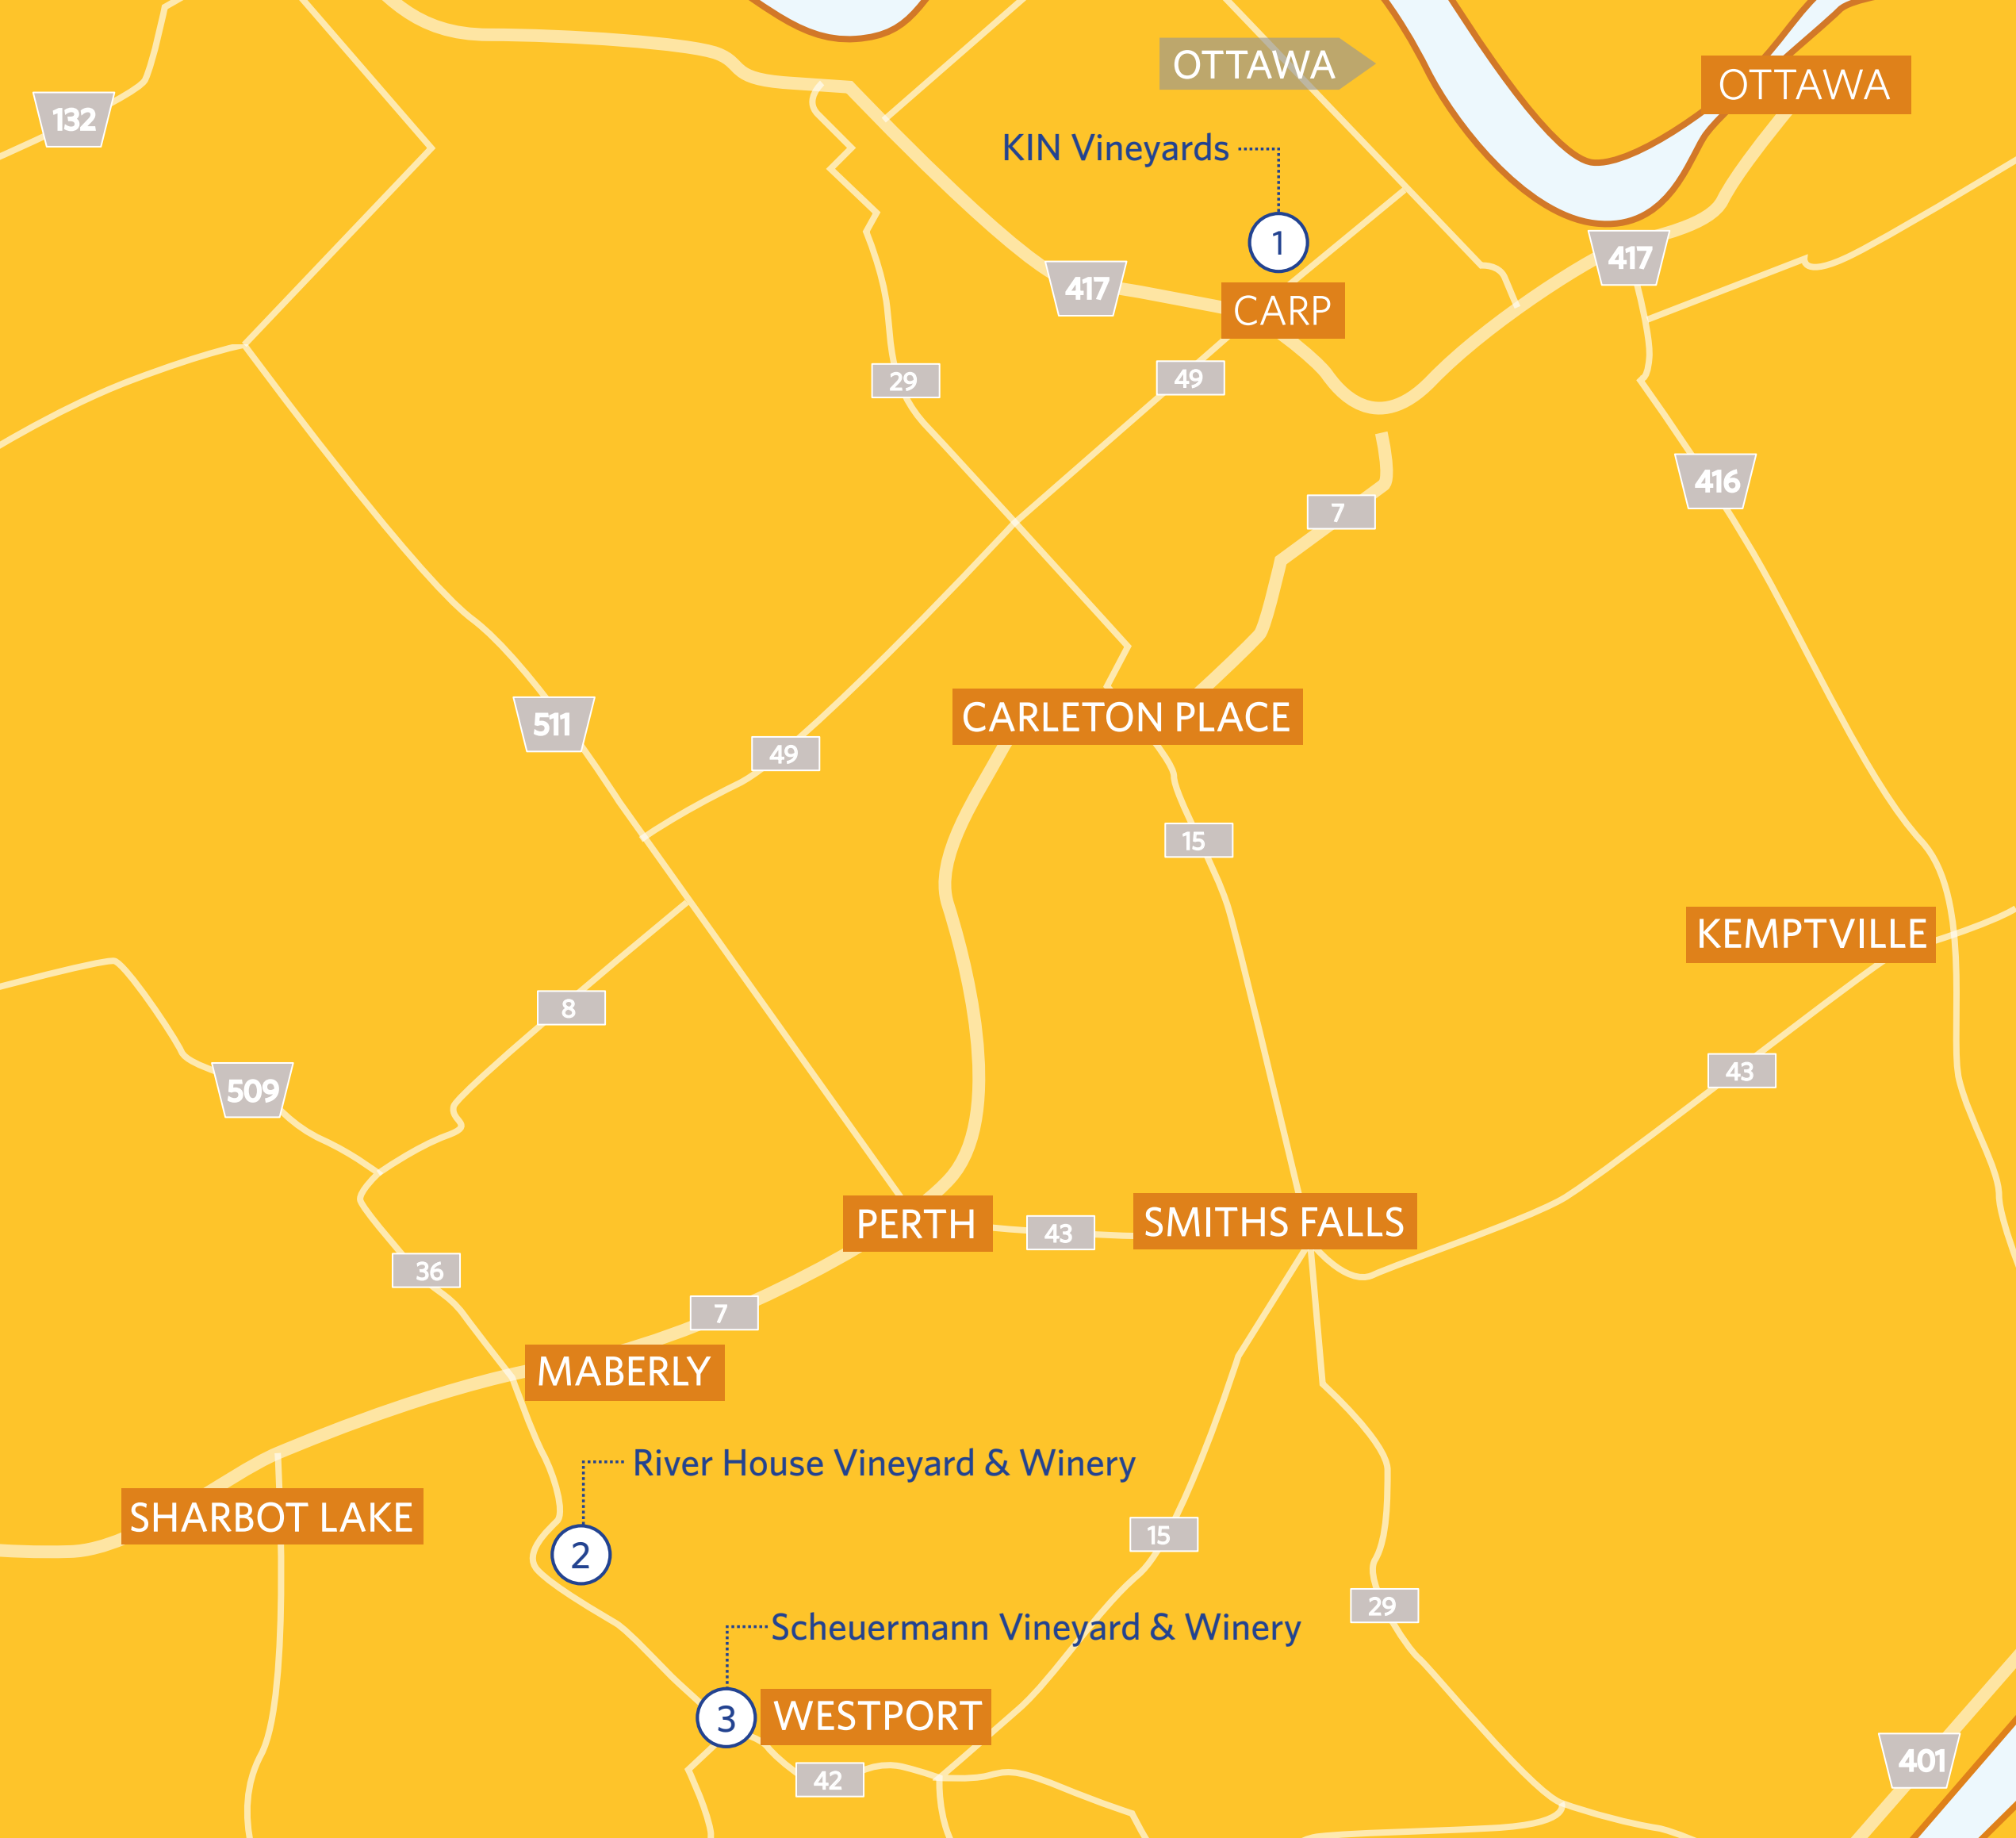 OTTAWA
OTTAWA
132
KIN Vineyards
1
417
417
CARP
29
49
416
7
CARLETON PLACE
511
49
15
KEMPTVILLE
8
43
509
PERTH
43
SMITHS FALLS
36
7
MABERLY
River House Vineyard & Winery
SHARBOT LAKE
15
2
29
Scheuermann Vineyard & Winery
3
WESTPORT
401
42